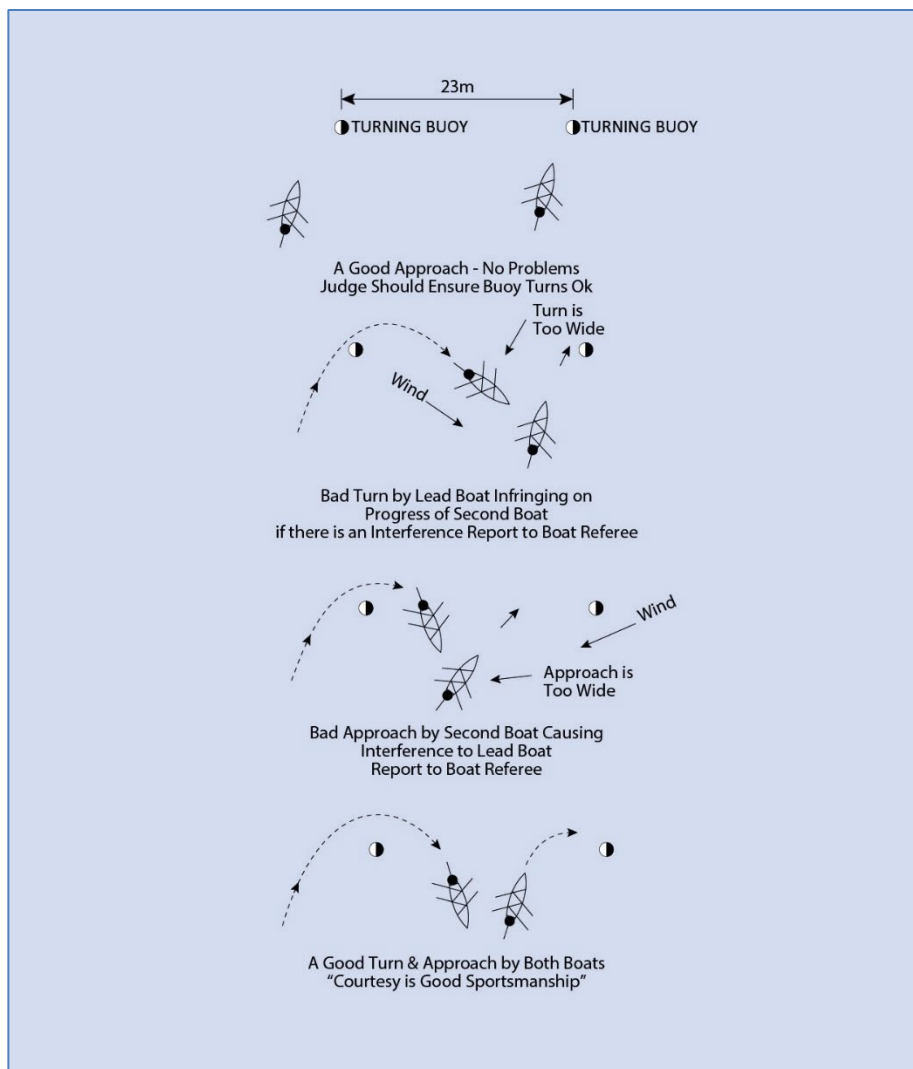 23m
TURNING BUOY
TURNING BUOY
A Good Approach - No Problems
Judge Should Ensure Buoy Turns Ok
Turn is
Too Wide
Wind
Bad Turn by Lead Boat Infringing on
Progress of Second Boat
if there is an Interference Report to Boat Referee
Wind
Approach is
Too Wide
Bad Approach by Second Boat Causing
Interference to Lead Boat
Report to Boat Referee
A Good Turn & Approach by Both Boats
“Courtesy is Good Sportsmanship”